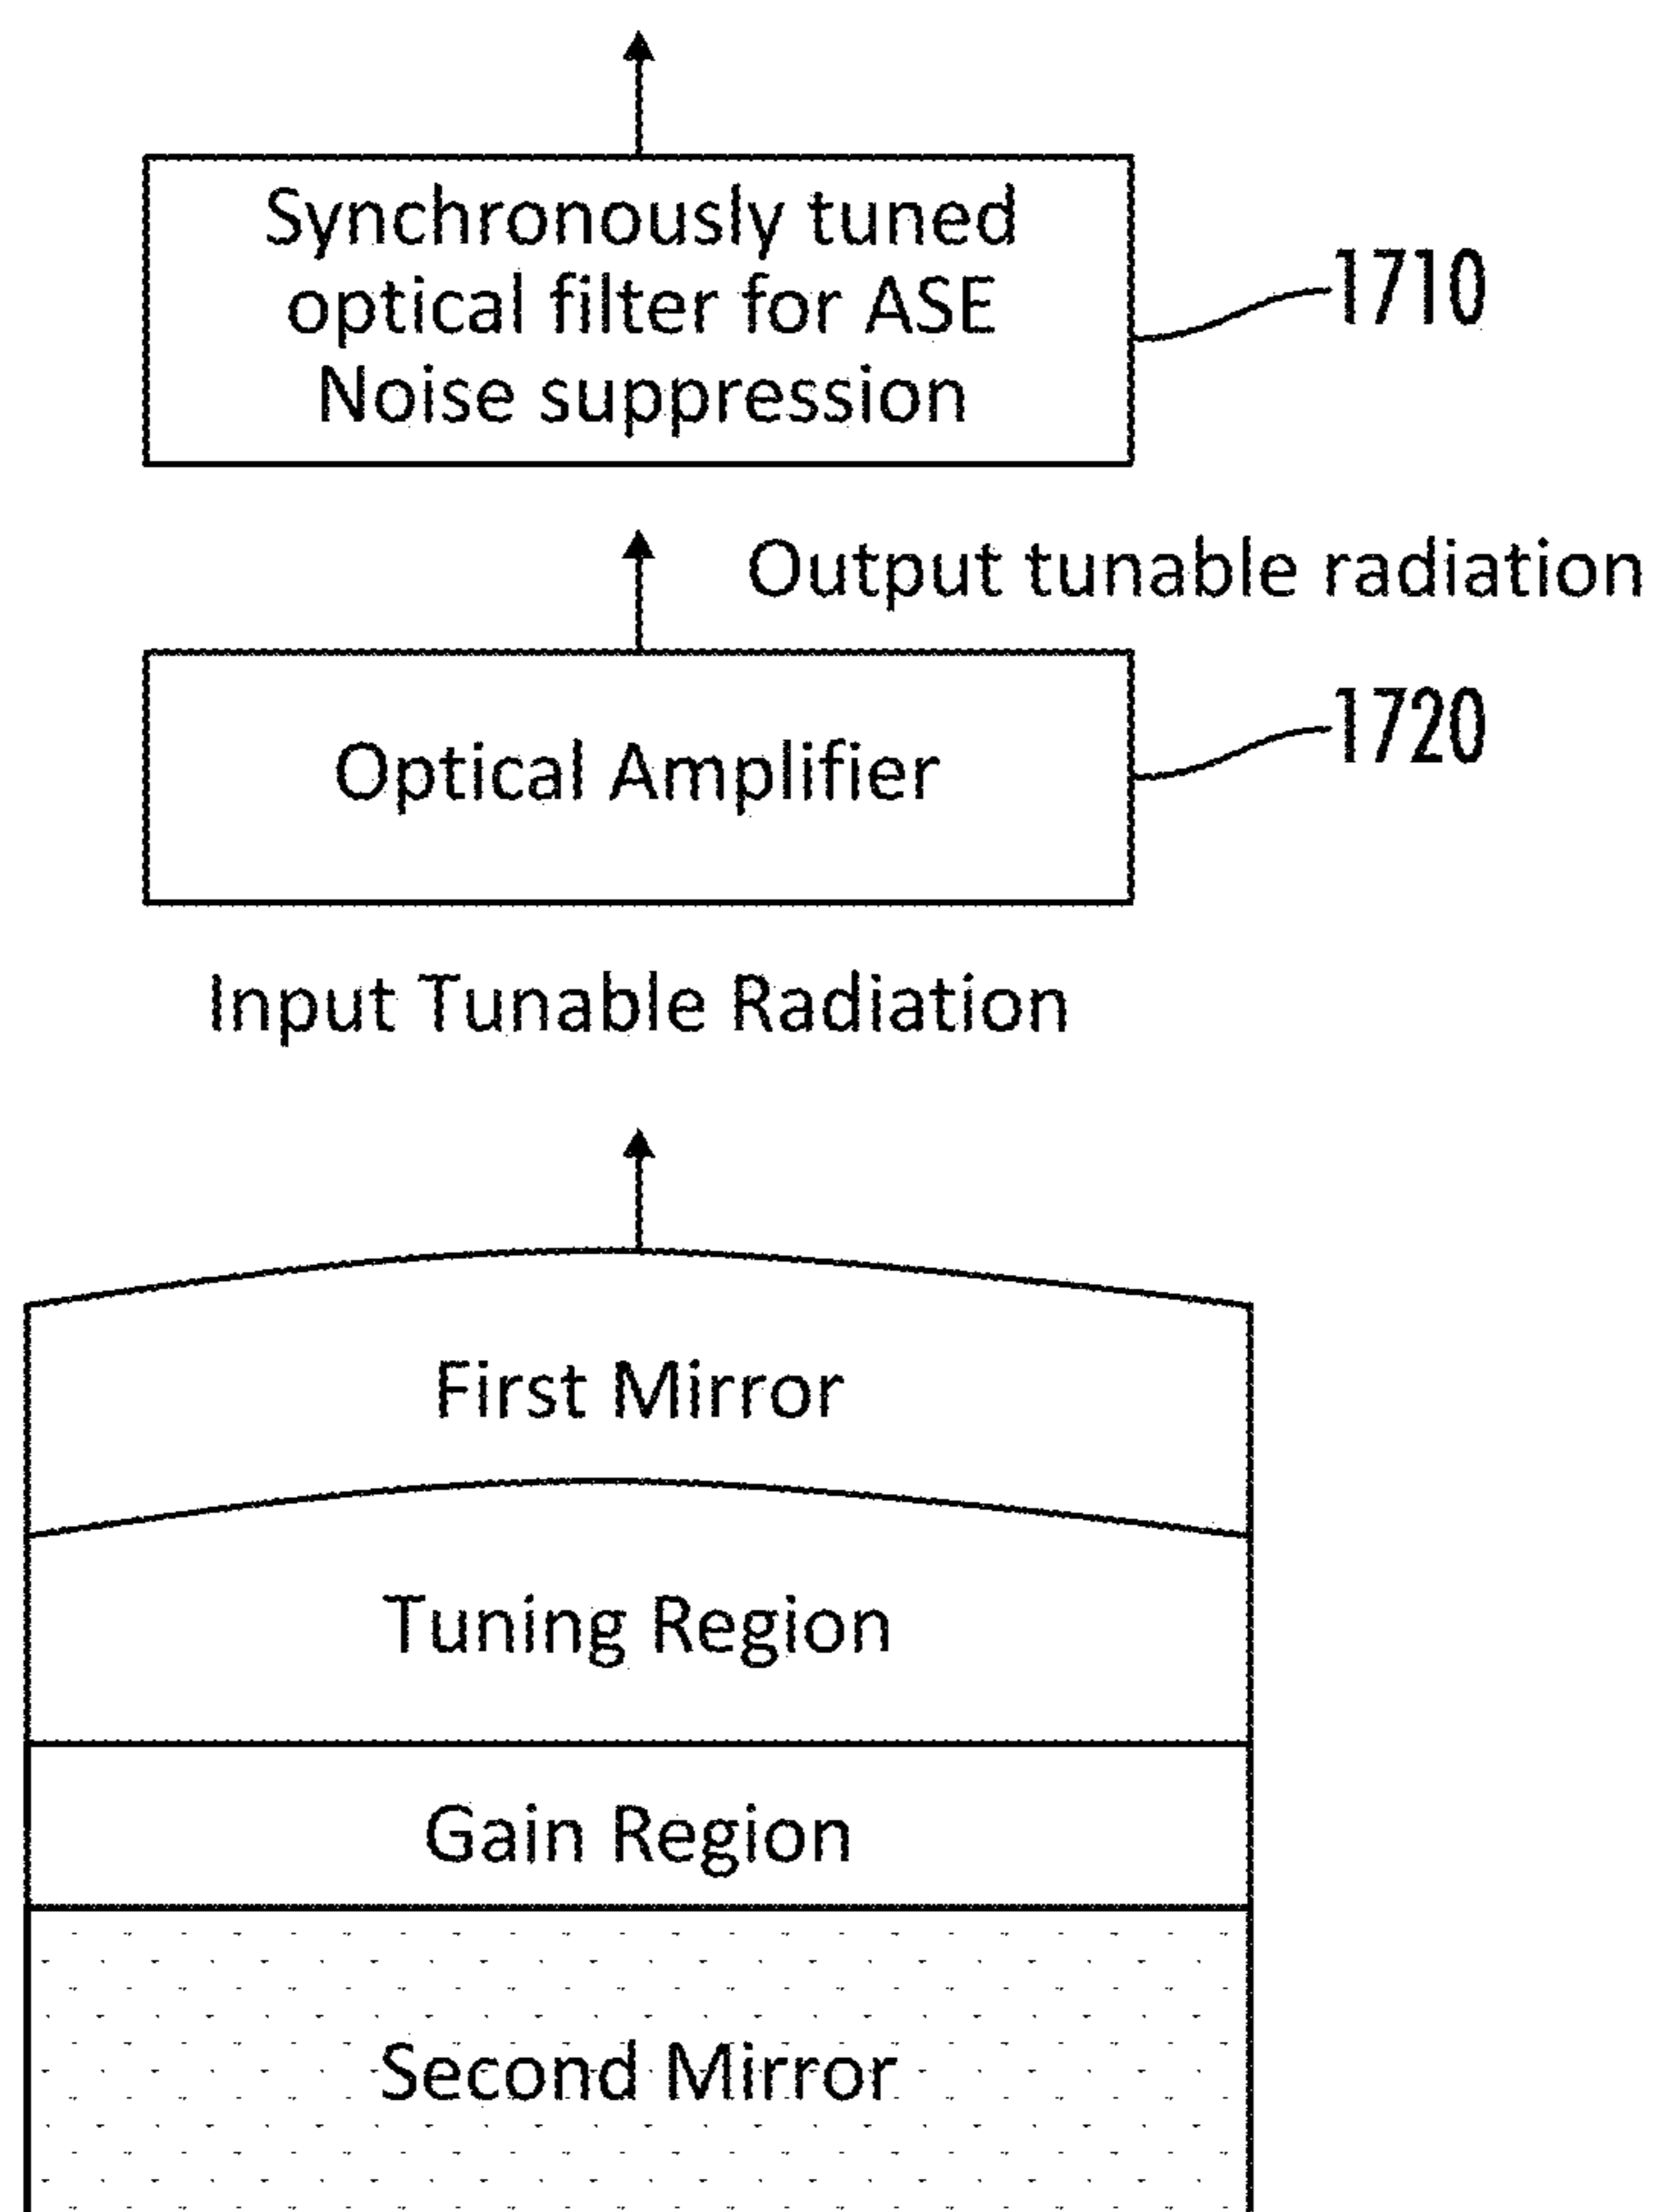 Synchronously tuned
optical filter for ASE
Noise suppression
1710
Output tunable radiation
Optical Amplifier
1720
Input Tunable Radiation
First Mirror
Tuning Region
Gain Region
Second Mirror